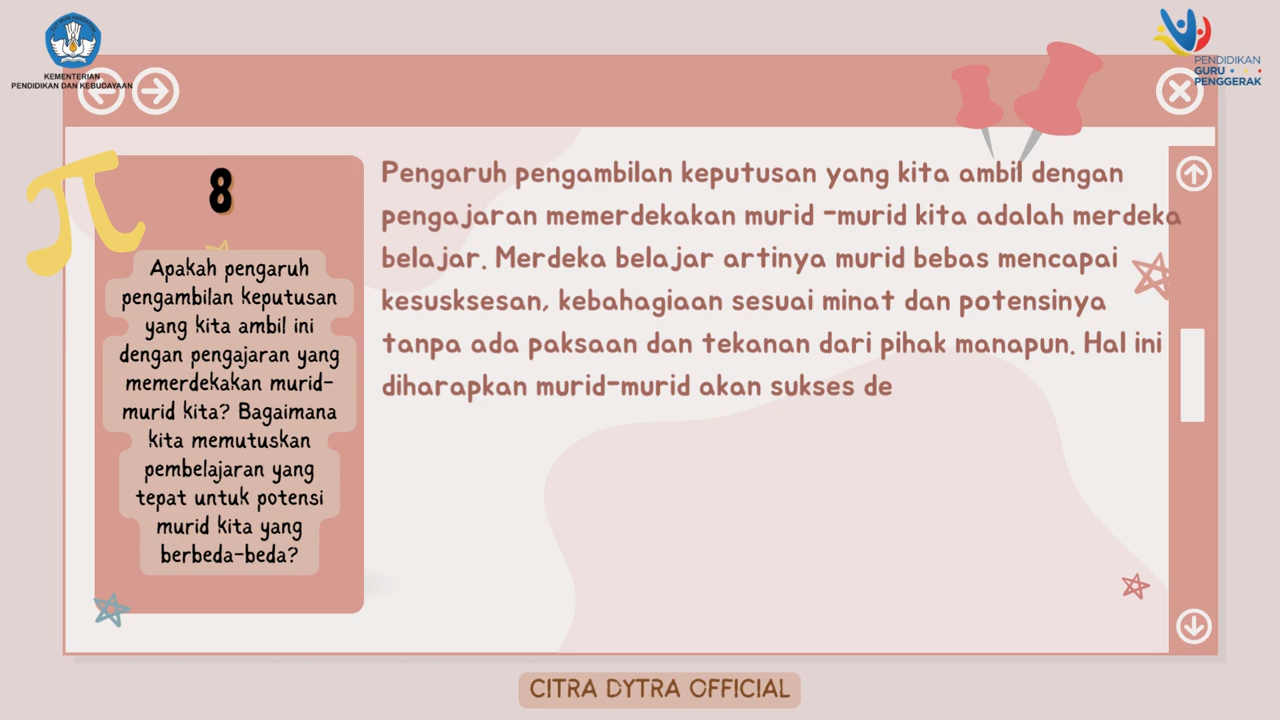 KEMENTERIAN
PENDIDIKAN DAN KEBUDAYAAN
PENDIDIKAN
GURU
PENGGERAK
π
8
Apakah pengaruh
pengambilan keputusan
yang kita ambil ini
dengan pengajaran yang
memerdekakan murid-
murid kita? Bagaimana
kita memutuskan
pembelajaran yang
tepat untuk potensi
murid kita yang
berbeda-beda?
Pengaruh pengambilan keputusan yang kita ambil dengan
pengajaran memerdekakan murid -murid kita adalah merdeka
belajar. Merdeka belajar artinya murid bebas mencapai
kesusksesan, kebahagiaan sesuai minat dan potensinya
tanpa ada paksaan dan tekanan dari pihak manapun. Hal ini
diharapkan murid-murid akan sukses de
CITRA DYTRA OFFICIAL